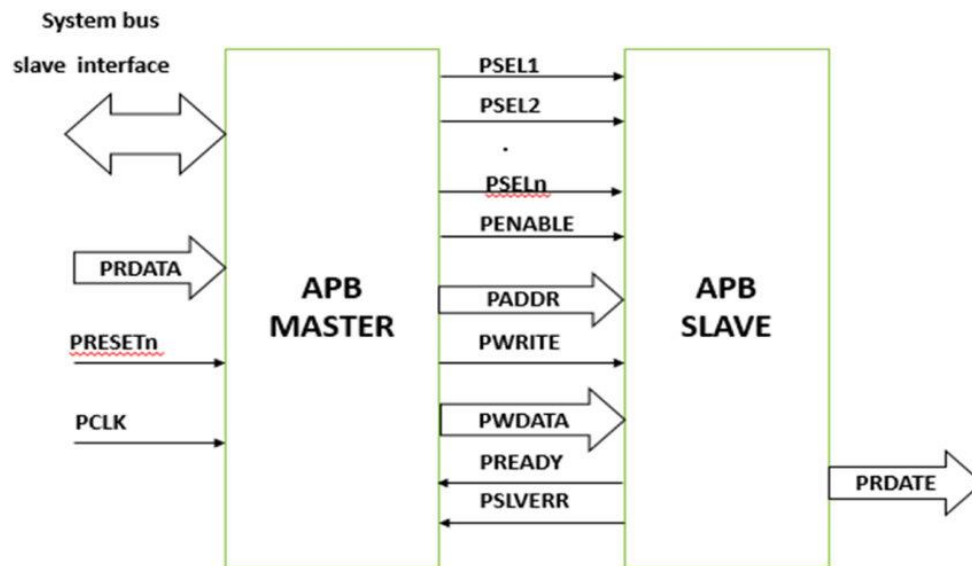 System bus
slave interface
PRDATA
PRESETn
PCLK
APB
MASTER
PSEL1
PSEL2
.
PSELn
PENABLE
PADDR
PWRITE
PWDATA
PREADY
PSLVERR
APB
SLAVE
PRDATE